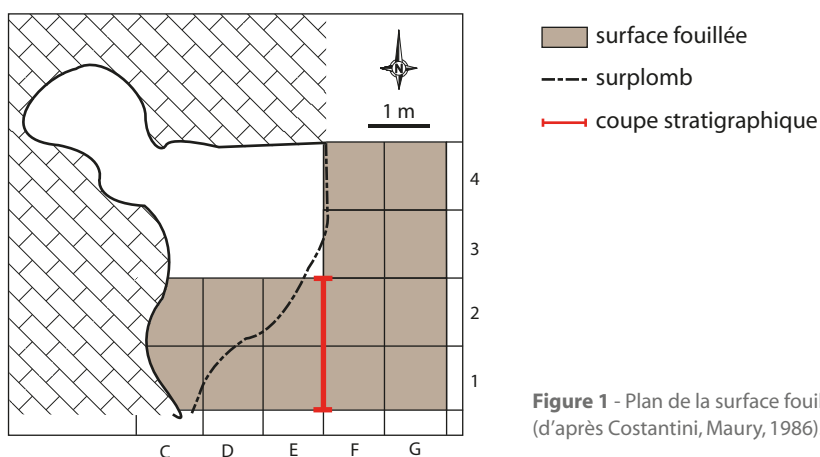 surface fouillée
surplomb
coupe stratigraphique
N
1 m
4
3
2
1
C D E F G
Figure 1 - Plan de la surface
(d'après Costantini, Maury, 1986)